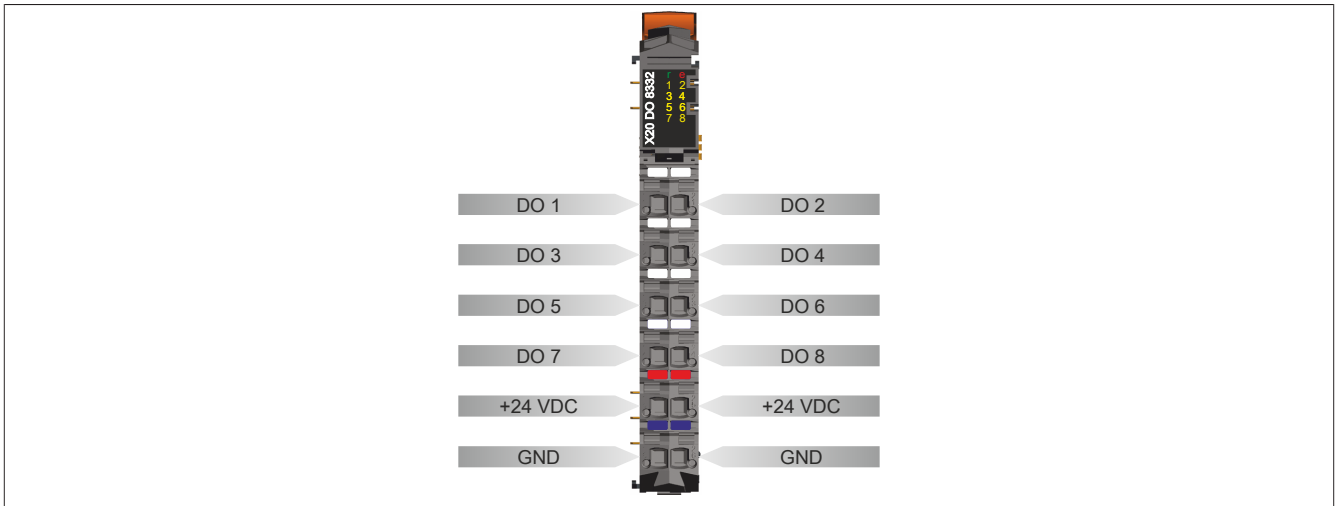 X20 DO 8332
r e
1 2
3 4
5 6
7 8
DO 1 DO 2
DO 3 DO 4
DO 5 DO 6
DO 7 DO 8
+24 VDC +24 VDC
GND GND